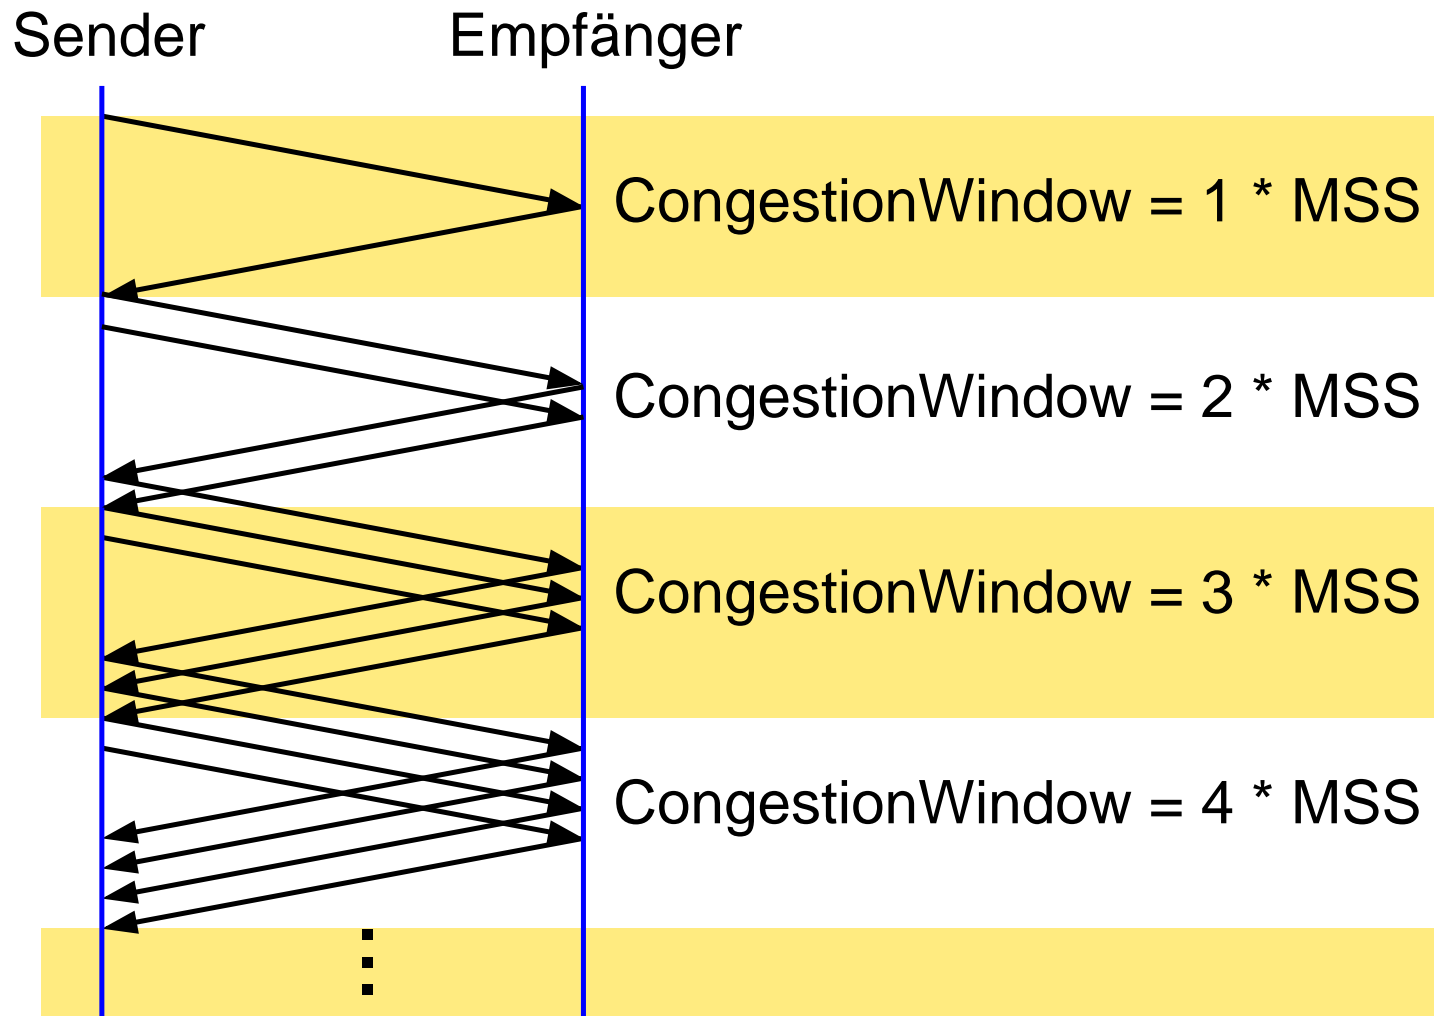 Sender Empfänger
CongestionWindow = 1 * MSS
CongestionWindow = 2 * MSS
CongestionWindow = 3 * MSS
CongestionWindow = 4 * MSS